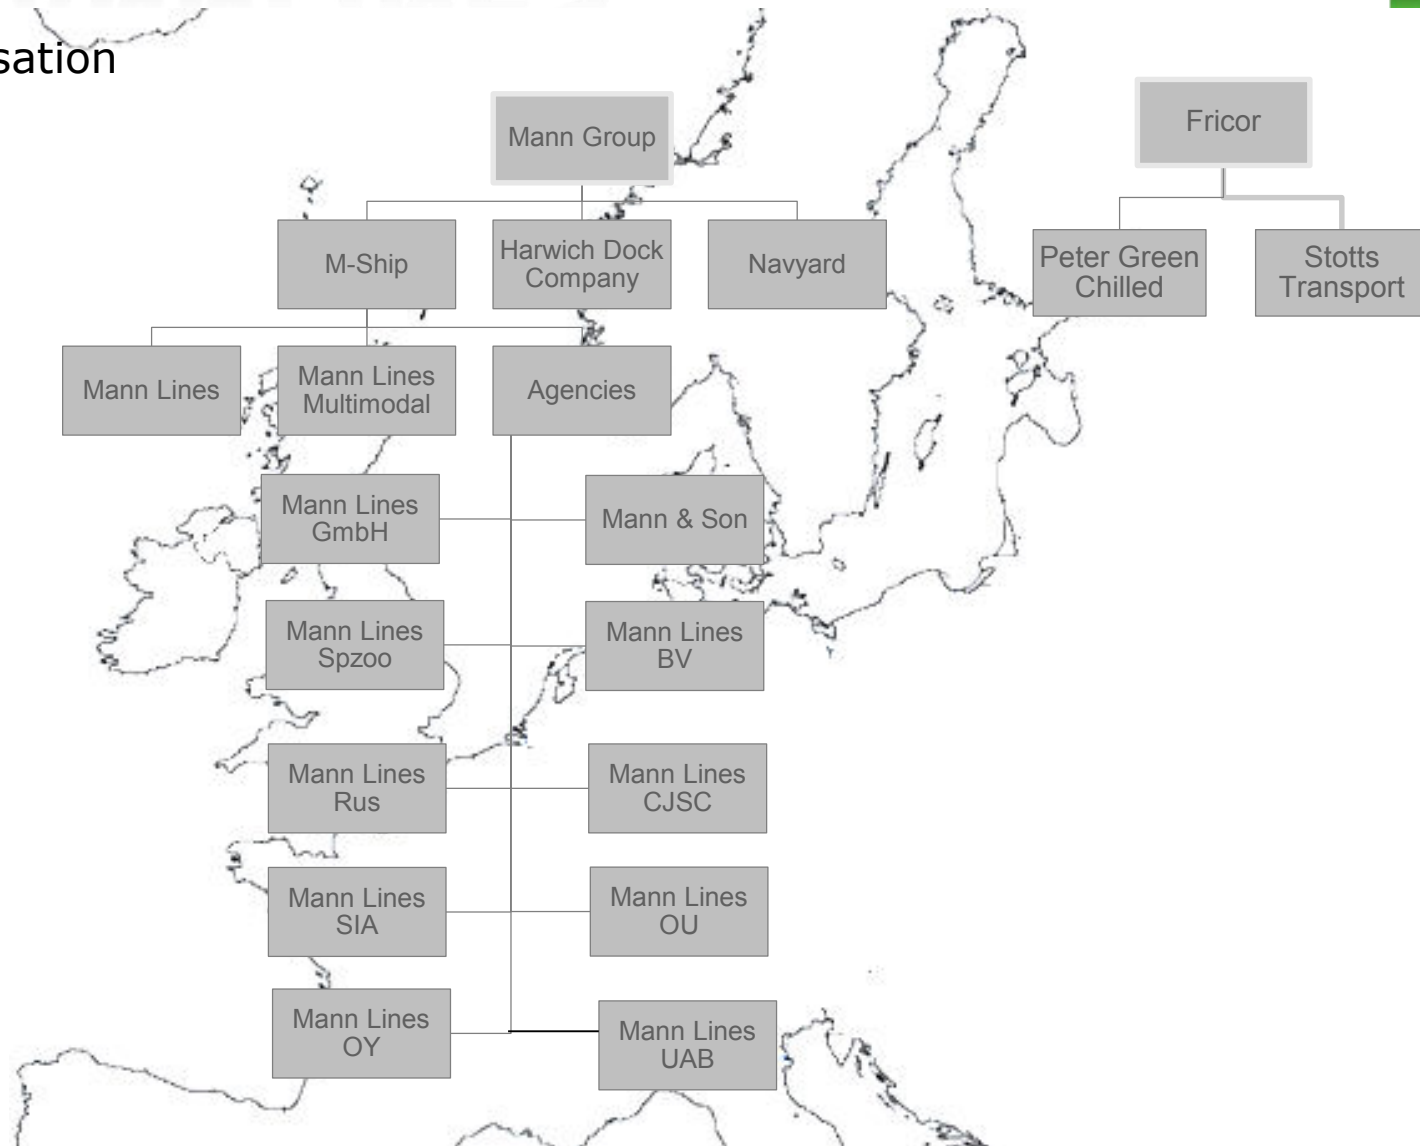 sation
Mann Group
Fricor
M-Ship
Harwich Dock
Company
Navyard
Peter Green
Chilled
Stotts
Transport
Mann Lines
Mann Lines
Multimodal
Agencies
Mann Lines
GmbH
Mann & Son
Mann Lines
Spzoo
Mann Lines
BV
Mann Lines
Rus
Mann Lines
CJSC
Mann Lines
SIA
Mann Lines
OU
Mann Lines
OY
Mann Lines
UAB